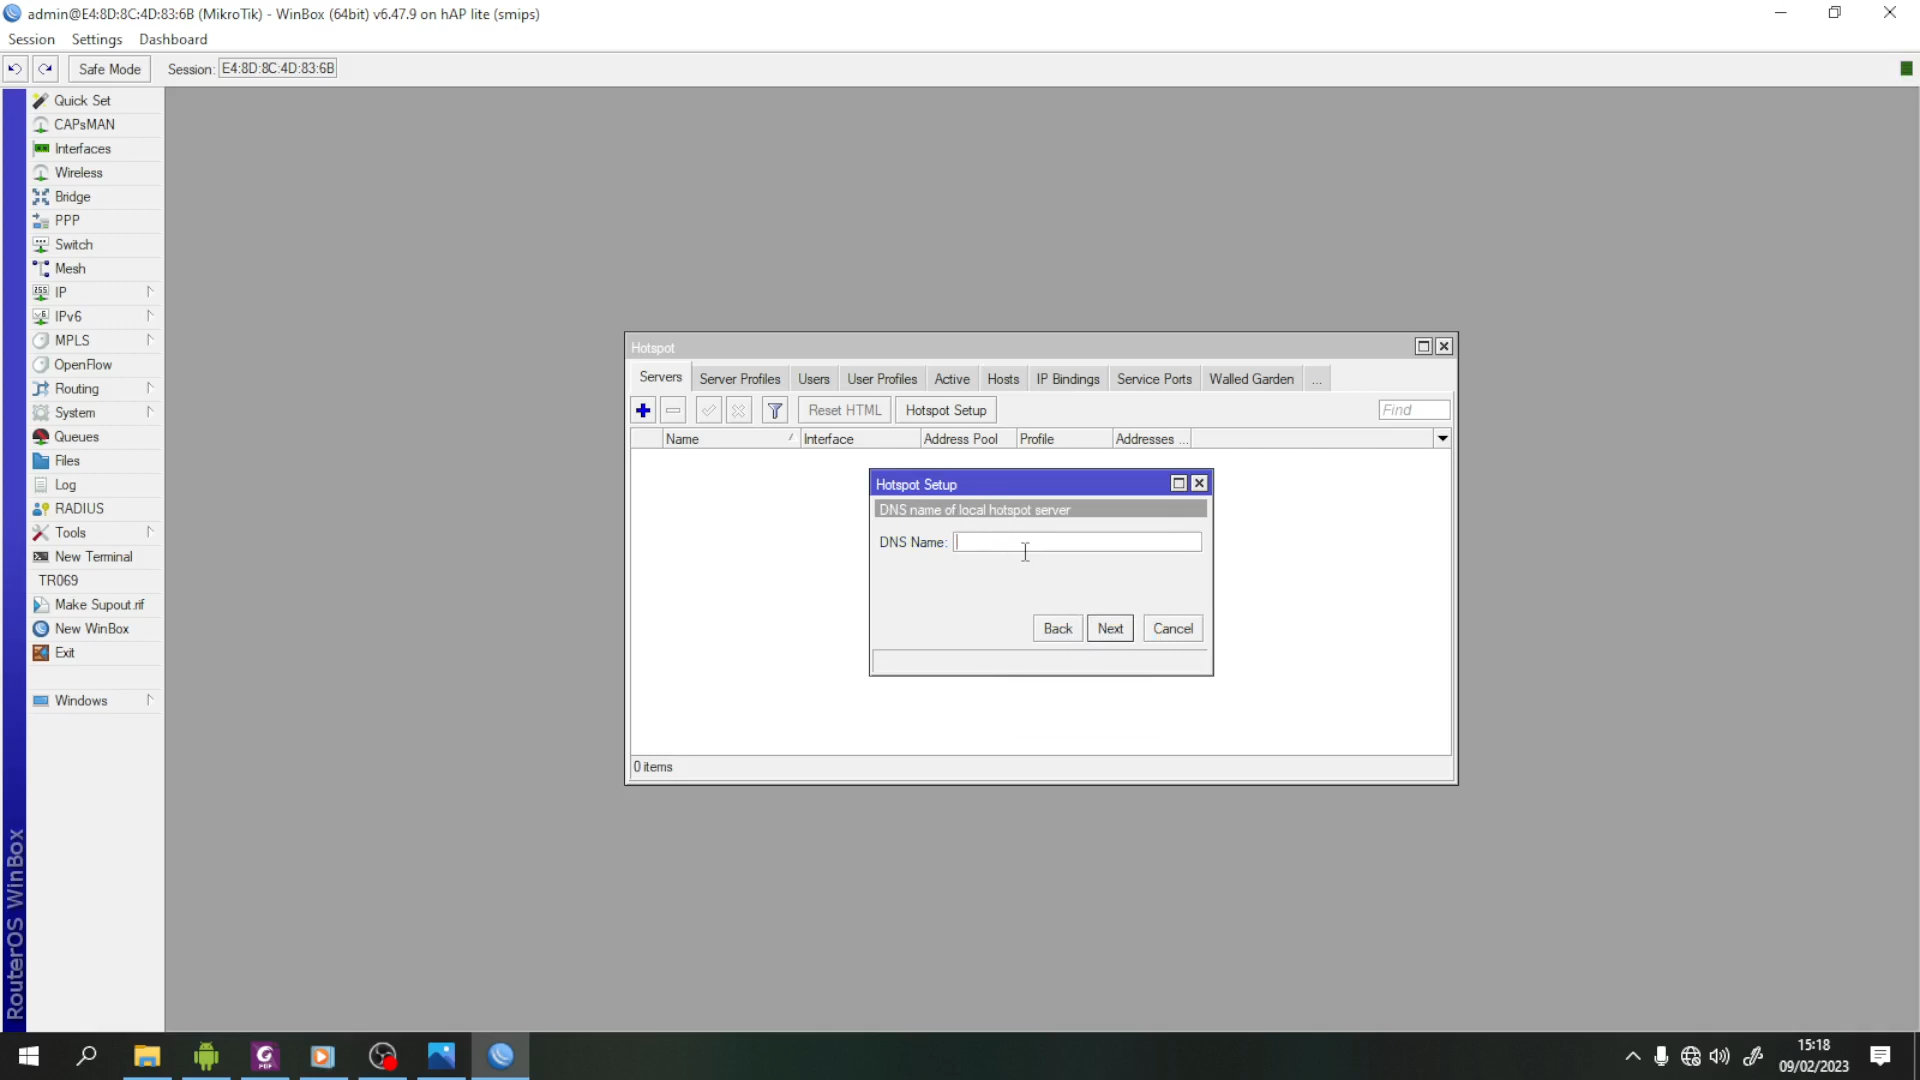 admin@E4:8D:8C:4D:83:6B (MikroTik) - WinBox (64bit) v6.47.9 on hAP lite (smips)
Session Settings Dashboard
Safe Mode Session: E4:8D:8C:4D:83:6B
Quick Set
CAPsMAN
Interfaces
Wireless
Bridge
PPP
Switch
Mesh
IP
IPv6
MPLS
OpenFlow
Routing
System
Queues
Files
Log
RADIUS
Tools
New Terminal
TR069
Make Supout.rif
New WinBox
Exit
Windows
RouterOS WinBox
Hotspot
Servers Server Profiles Users User Profiles Active Hosts IP Bindings Service Ports Walled Garden ...
Reset HTML Hotspot Setup Find
Name Interface Address Pool Profile Addresses ...
Hotspot Setup
DNS name of local hotspot server
DNS Name:
Back Next Cancel
0 items
15:18
09/02/2023